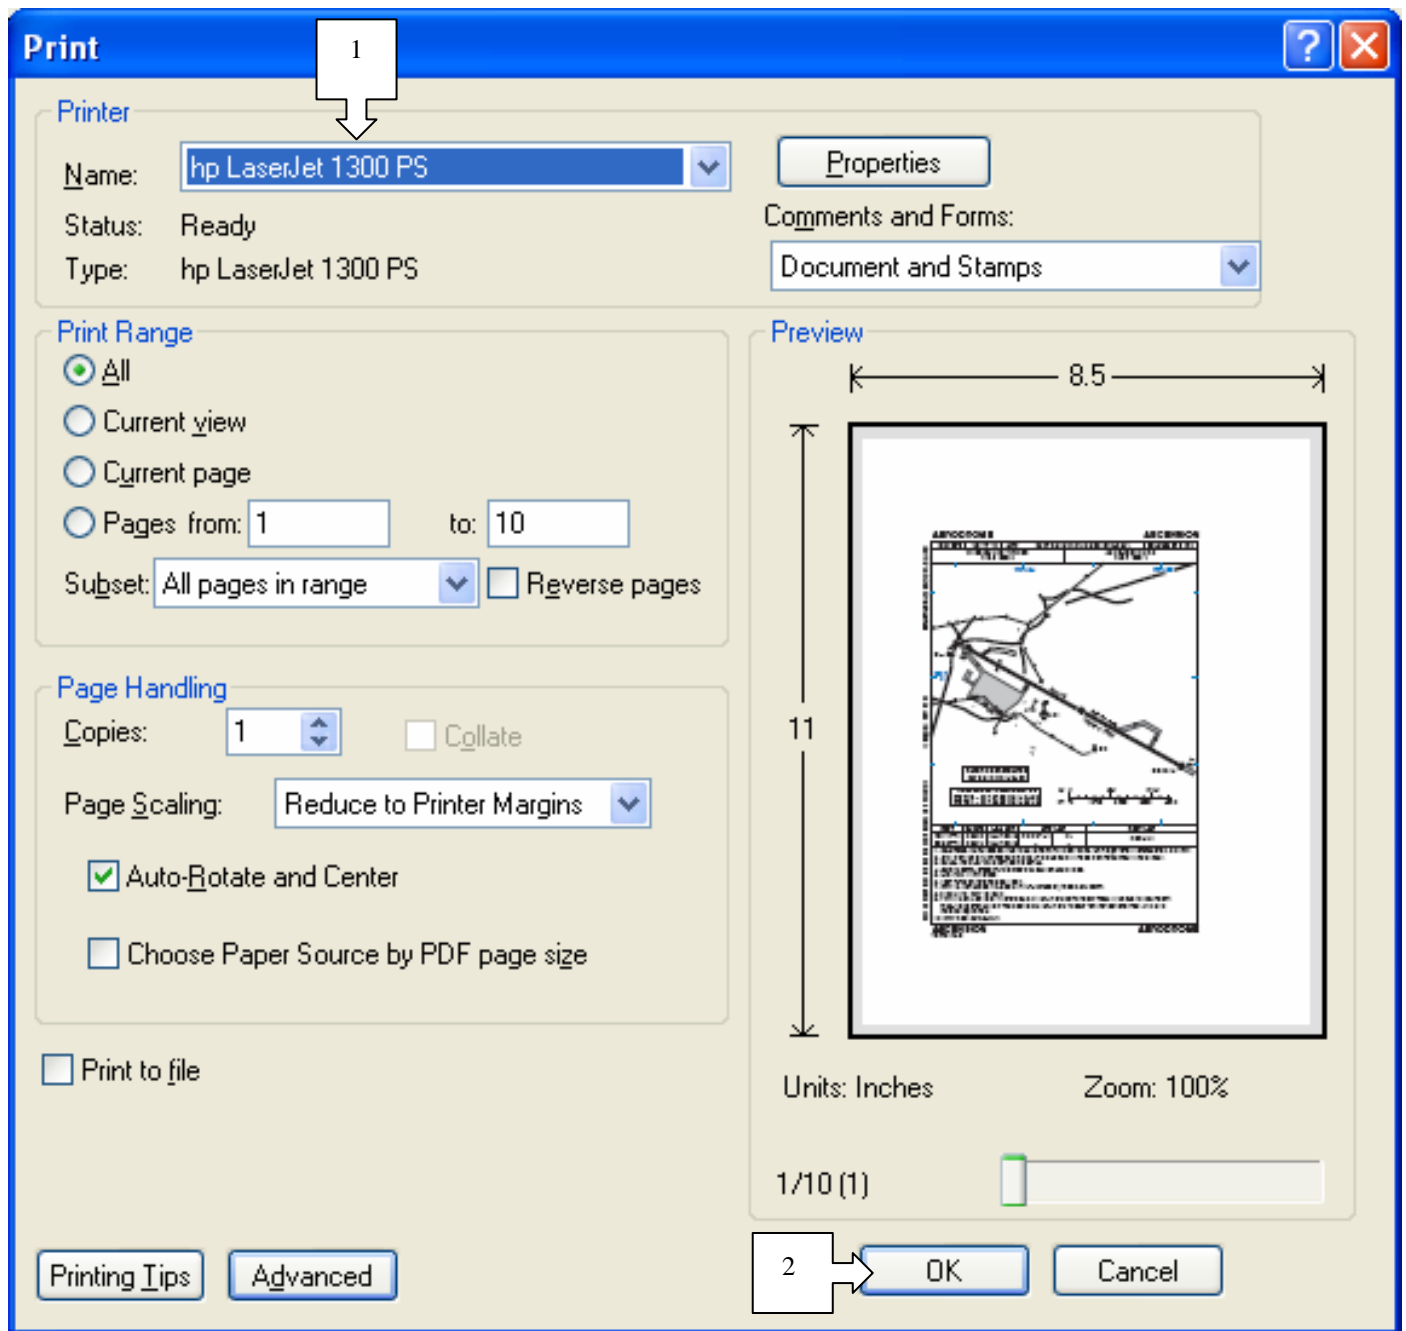 Print
1
Printer
Name: hp LaserJet 1300 PS
Properties
Status: Ready
Comments and Forms:
Type: hp LaserJet 1300 PS
Document and Stamps
Print Range
All
Current view
Current page
Pages from: 1 to: 10
Subset: All pages in range Reverse pages
Page Handling
Copies: 1 Collate
Page Scaling: Reduce to Printer Margins
Auto-Rotate and Center
Choose Paper Source by PDF page size
Print to file
Preview
8.5
11
AERODROME ASCENSION
ASCENSION AERODROME
Units: Inches Zoom: 100%
1/10 (1)
Printing Tips Advanced
2
OK Cancel